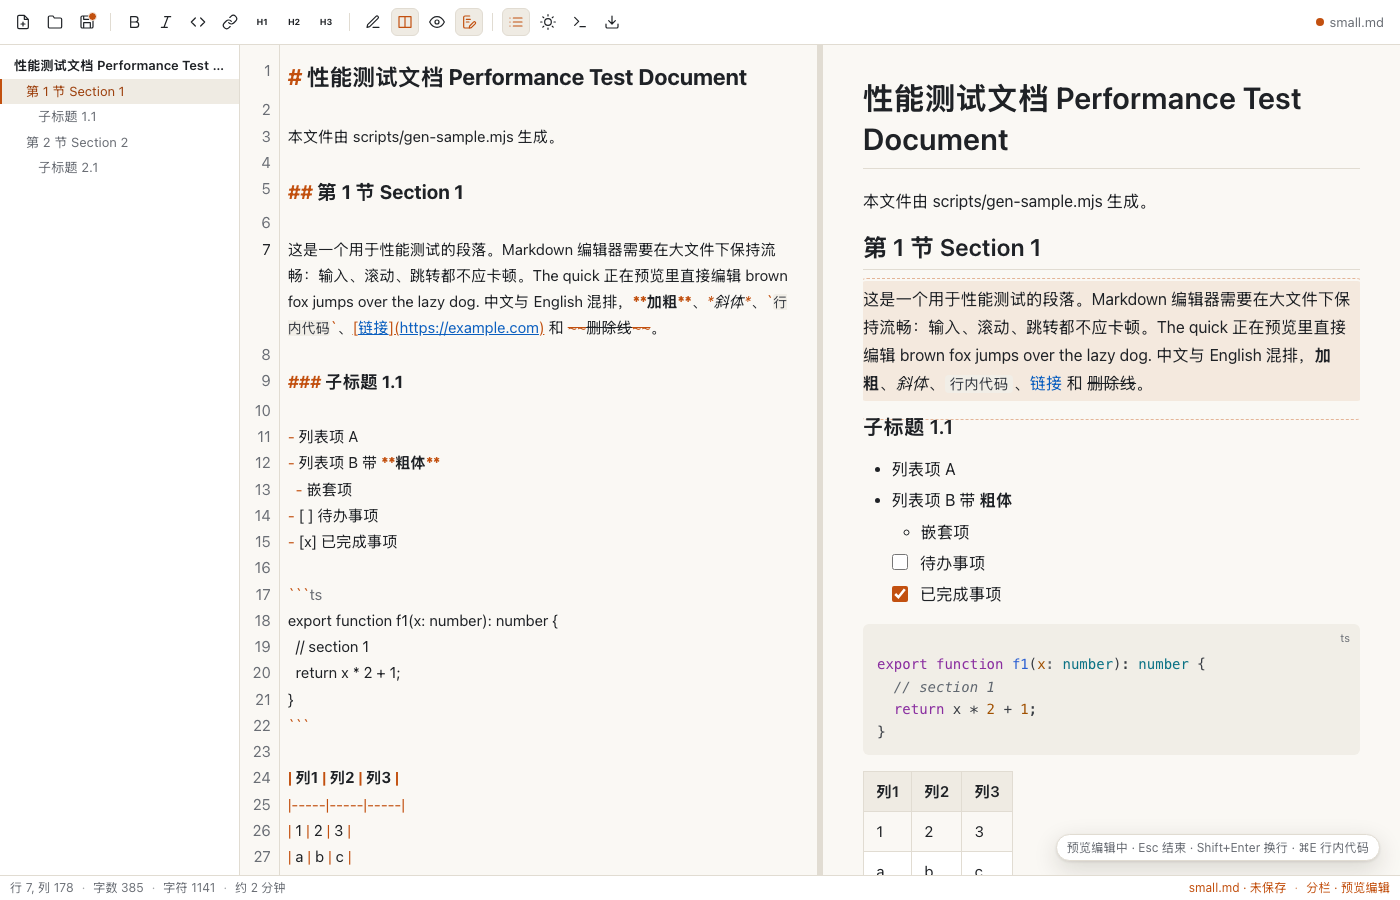 H1 H2 H3 small.md
性能测试文档 Performance Test ...
第 1 节 Section 1
子标题 1.1
第 2 节 Section 2
子标题 2.1
1 # 性能测试文档 Performance Test Document
2
3 本文件由 scripts/gen-sample.mjs 生成。
4
5 ## 第 1 节 Section 1
6
7 这是一个用于性能测试的段落。Markdown 编辑器需要在大文件下保持流
畅：输入、滚动、跳转都不应卡顿。The quick 正在预览里直接编辑 brown
fox jumps over the lazy dog. 中文与 English 混排，**加粗**、*斜体*、`行
内代码`、[链接](https://example.com) 和 ~~删除线~~。
8
9 ### 子标题 1.1
10
11 - 列表项 A
12 - 列表项 B 带 **粗体**
13   - 嵌套项
14 - [ ] 待办事项
15 - [x] 已完成事项
16
17 ```ts
18 export function f1(x: number): number {
19   // section 1
20   return x * 2 + 1;
21 }
22 ```
23
24 | 列1 | 列2 | 列3 |
25 |-----|-----|-----|
26 | 1 | 2 | 3 |
27 | a | b | c |
性能测试文档 Performance Test
Document
本文件由 scripts/gen-sample.mjs 生成。
第 1 节 Section 1
这是一个用于性能测试的段落。Markdown 编辑器需要在大文件下保
持流畅：输入、滚动、跳转都不应卡顿。The quick 正在预览里直接
编辑 brown fox jumps over the lazy dog. 中文与 English 混排，加
粗、斜体、行内代码、链接 和 删除线。
子标题 1.1
• 列表项 A
• 列表项 B 带 粗体
◦ 嵌套项
待办事项
已完成事项
ts
export function f1(x: number): number {
  // section 1
  return x * 2 + 1;
}
列1 列2 列3
1 2 3
a b c
预览编辑中 · Esc 结束 · Shift+Enter 换行 · ⌘E 行内代码
行 7, 列 178 · 字数 385 · 字符 1141 · 约 2 分钟
small.md · 未保存 · 分栏 · 预览编辑